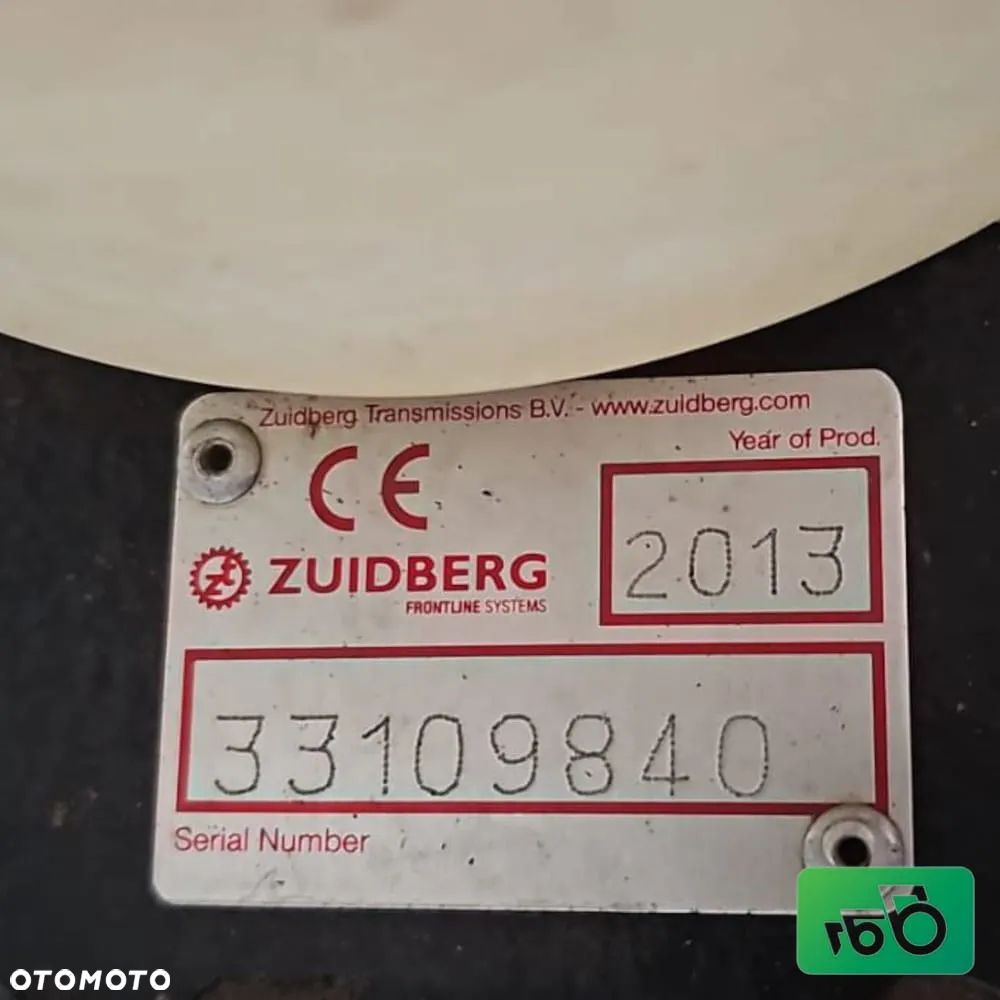 Zuidberg Transmissions B.V. - www.zuidberg.com
Year of Prod.
CE
2013
ZUIDBERG
FRONTLINE SYSTEMS
33109840
Serial Number
OTOMOTO